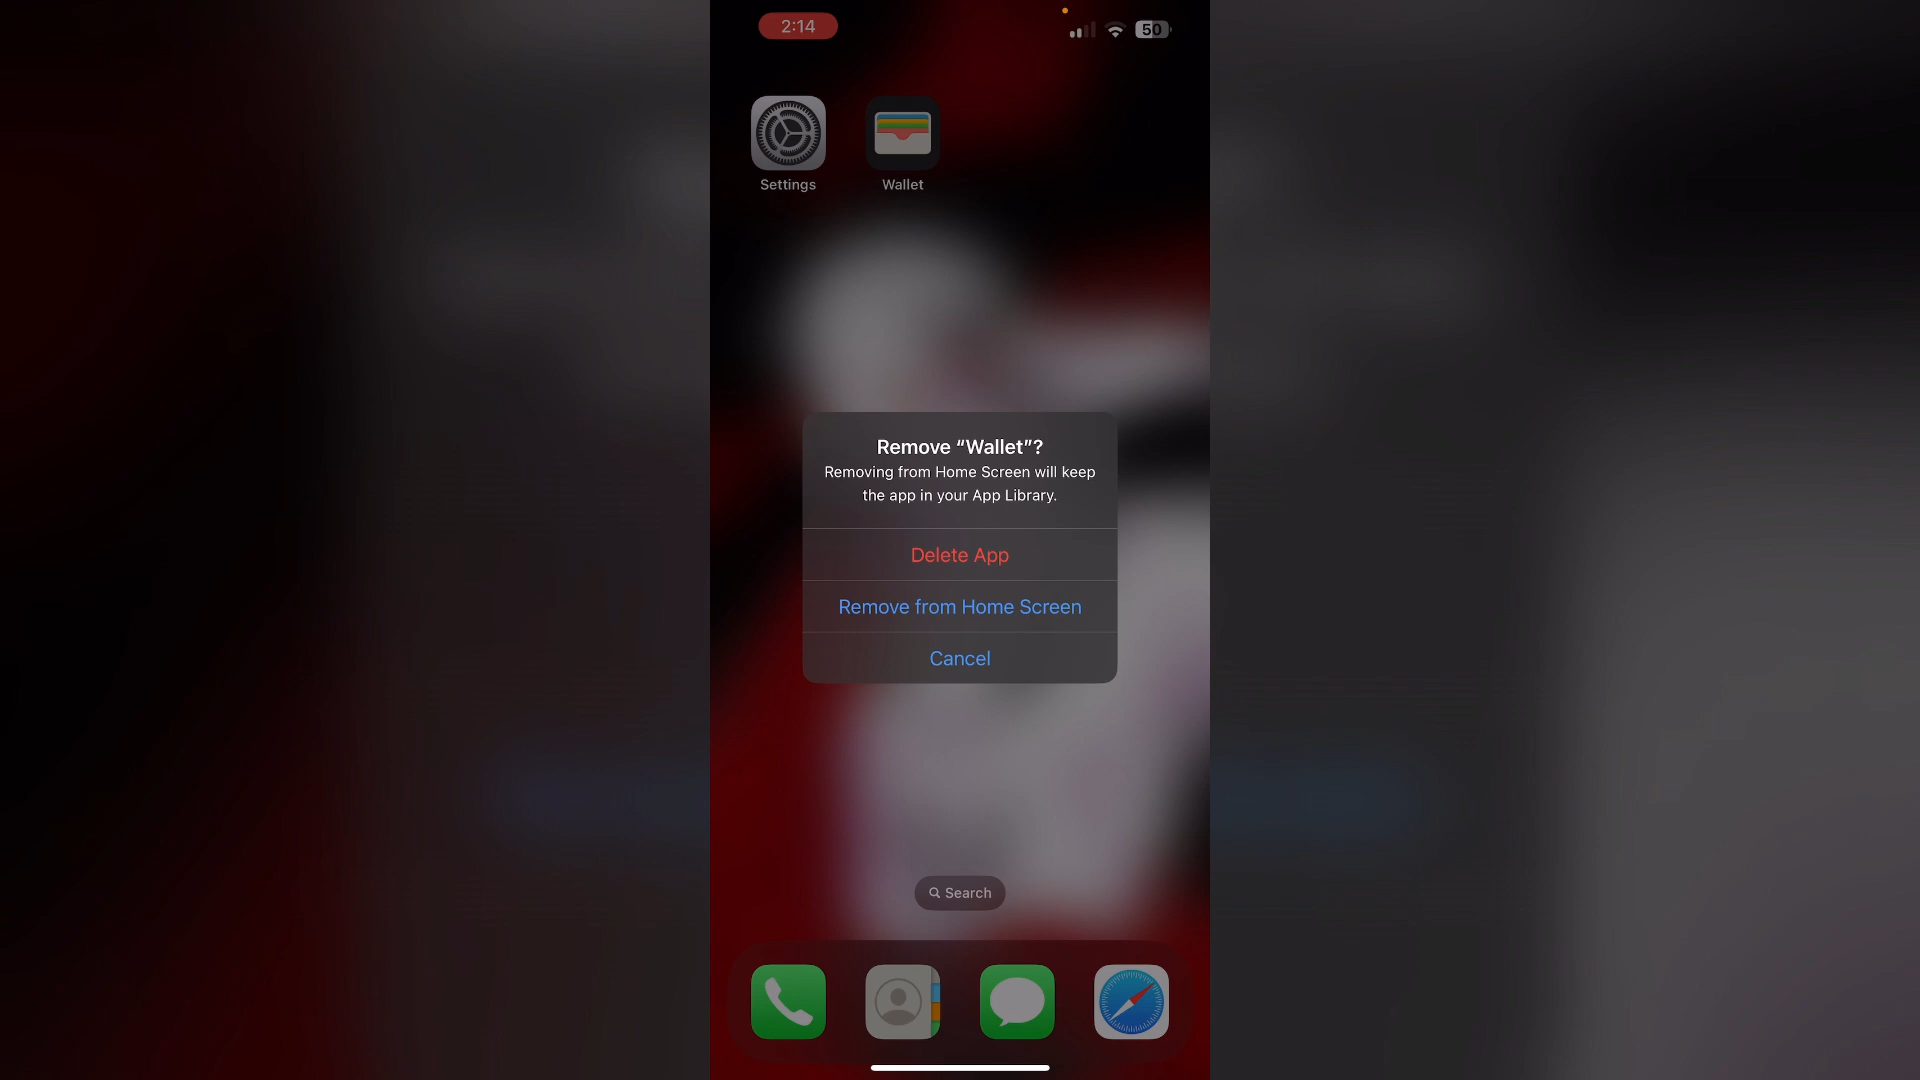 2:14
50
Settings
Wallet
Remove “Wallet”?
Removing from Home Screen will keep
the app in your App Library.
Delete App
Remove from Home Screen
Cancel
Search